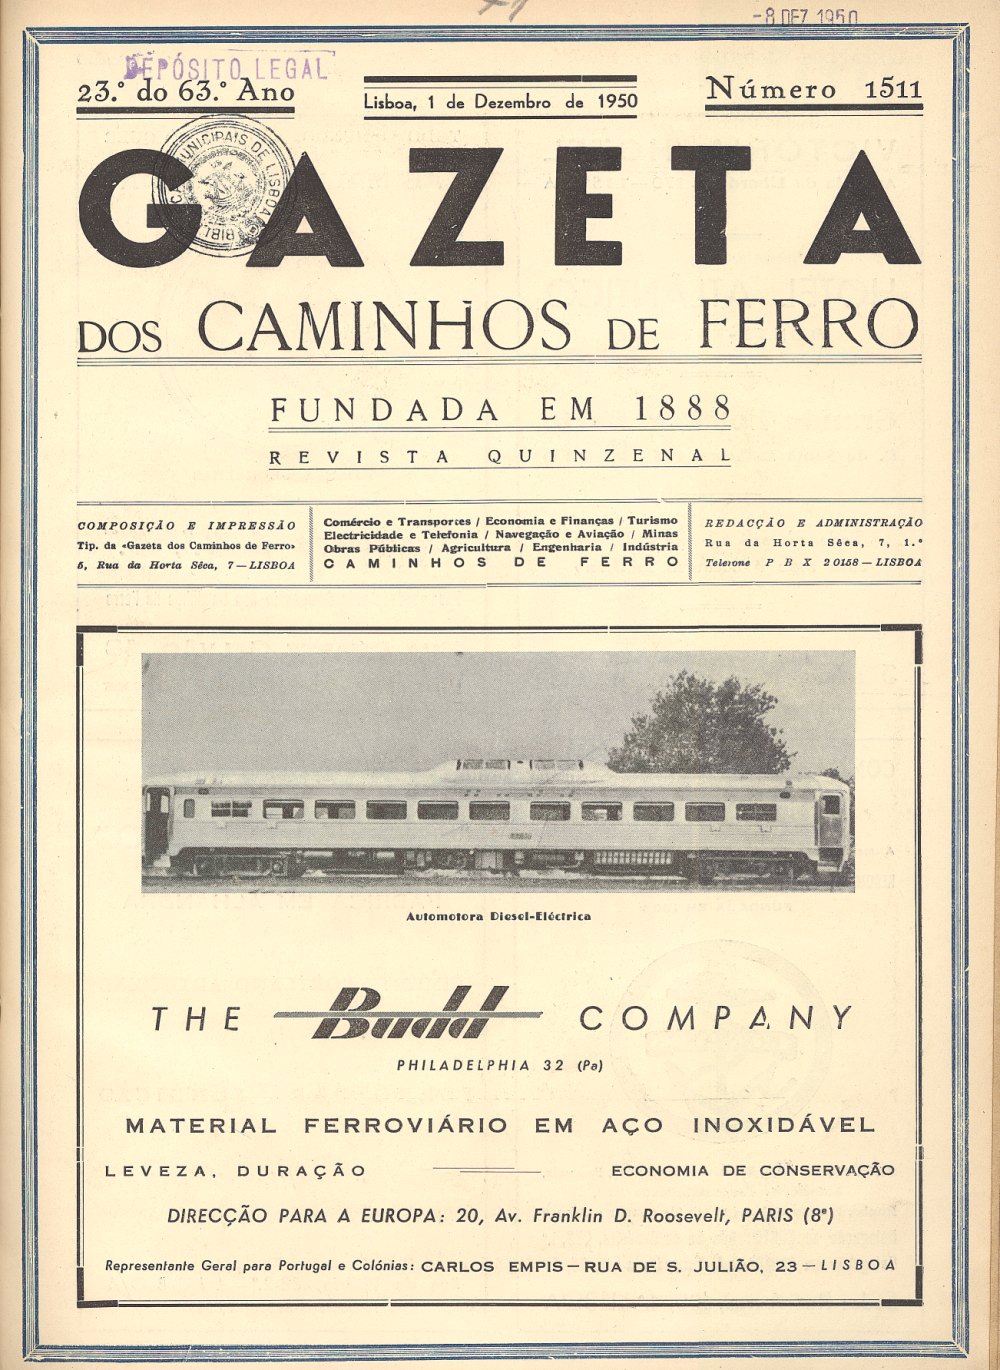 -8 DEZ. 1950
DEPÓSITO LEGAL
23.º do 63.º Ano
Lisboa, 1 de Dezembro de 1950
Número 1511
MUNICIPAIS DE LISBOA
GAZETA
DOS CAMINHOS DE FERRO
FUNDADA EM 1888
REVISTA QUINZENAL
COMPOSIÇÃO E IMPRESSÃO
Tip. da «Gazeta dos Caminhos de Ferro»
5, Rua da Horta Sêca, 7 — LISBOA
Comércio e Transportes / Economia e Finanças / Turismo
Electricidade e Telefonia / Navegação e Aviação / Minas
Obras Públicas / Agricultura / Engenharia / Indústria
CAMINHOS DE FERRO
REDACÇÃO E ADMINISTRAÇÃO
Rua da Horta Sêca, 7, 1.º
Telefone P B X 20158 — LISBOA
Automotora Diesel-Eléctrica
THE Budd COMPANY
PHILADELPHIA 32 (Pa)
MATERIAL FERROVIÁRIO EM AÇO INOXIDÁVEL
LEVEZA, DURAÇÃO ECONOMIA DE CONSERVAÇÃO
DIRECÇÃO PARA A EUROPA: 20, Av. Franklin D. Roosevelt, PARIS (8e)
Representante Geral para Portugal e Colónias: CARLOS EMPIS — RUA DE S. JULIÃO, 23 — LISBOA